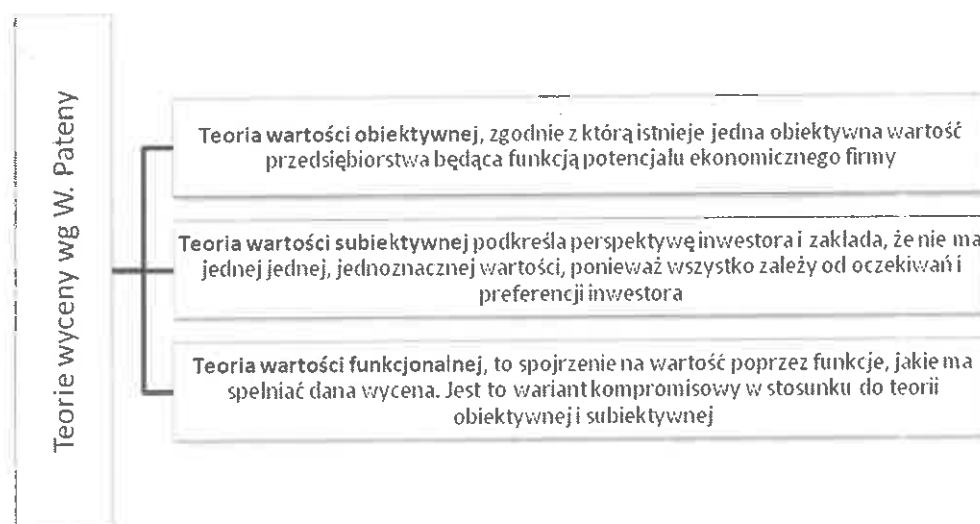 Teorie wyceny wg W. Pateny
Teoria wartości obiektywnej, zgodnie z którą istnieje jedna obiektywna wartość
przedsiębiorstwa będąca funkcją potencjału ekonomicznego firmy
Teoria wartości subiektywnej podkreśla perspektywę inwestora i zakłada, że nie ma
jednej jednej, jednoznacznej wartości, ponieważ wszystko zależy od oczekiwań i
preferencji inwestora
Teoria wartości funkcjonalnej, to spojrzenie na wartość poprzez funkcje, jakie ma
spełniać dana wycena. Jest to wariant kompromisowy w stosunku do teorii
obiektywnej i subiektywnej